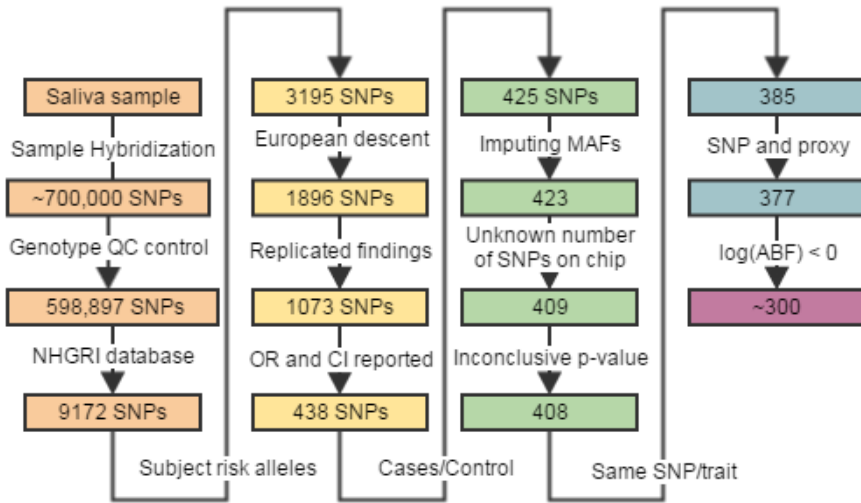 Saliva sample
Sample Hybridization
~700,000 SNPs
Genotype QC control
598,897 SNPs
NHGRI database
9172 SNPs
Subject risk alleles
3195 SNPs
European descent
1896 SNPs
Replicated findings
1073 SNPs
OR and CI reported
438 SNPs
Cases/Control
425 SNPs
Imputing MAFs
423
Unknown number
of SNPs on chip
409
Inconclusive p-value
408
Same SNP/trait
385
SNP and proxy
377
log(ABF) < 0
~300